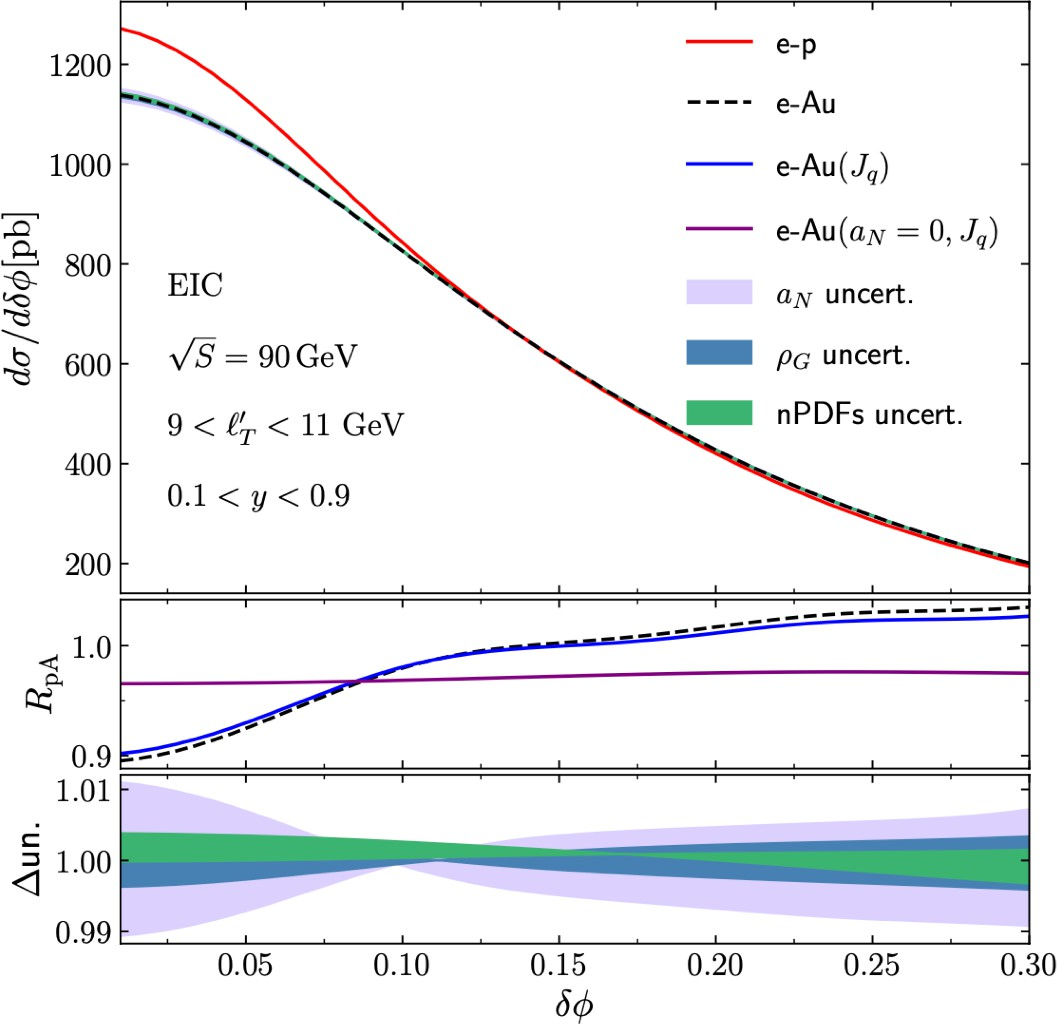 1200
1000
800
600
400
200
dσ/dδϕ[pb]
e-p
e-Au
e-Au(J_q)
e-Au(a_N = 0, J_q)
a_N uncert.
ρ_G uncert.
nPDFs uncert.
EIC
√S = 90 GeV
9 < ℓ′_T < 11 GeV
0.1 < y < 0.9
1.0
0.9
R_pA
1.01
1.00
0.99
Δun.
0.05 0.10 0.15 0.20 0.25 0.30
δϕ